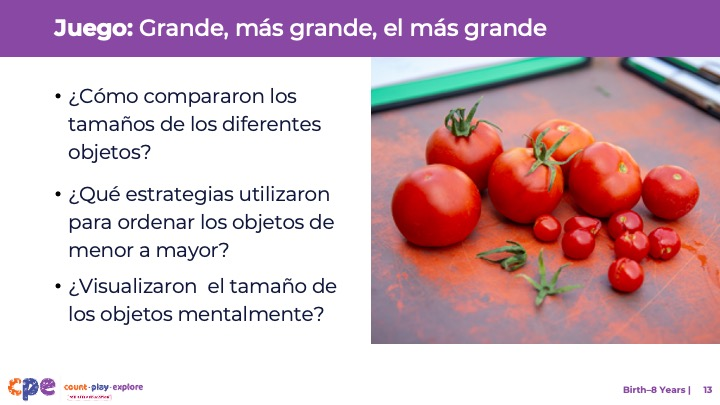 Juego: Grande, más grande, el más grande
• ¿Cómo compararon los
tamaños de los diferentes
objetos?
• ¿Qué estrategias utilizaron
para ordenar los objetos de
menor a mayor?
• ¿Visualizaron  el tamaño de
los objetos mentalmente?
cpe count·play·explore
Birth–8 Years | 13